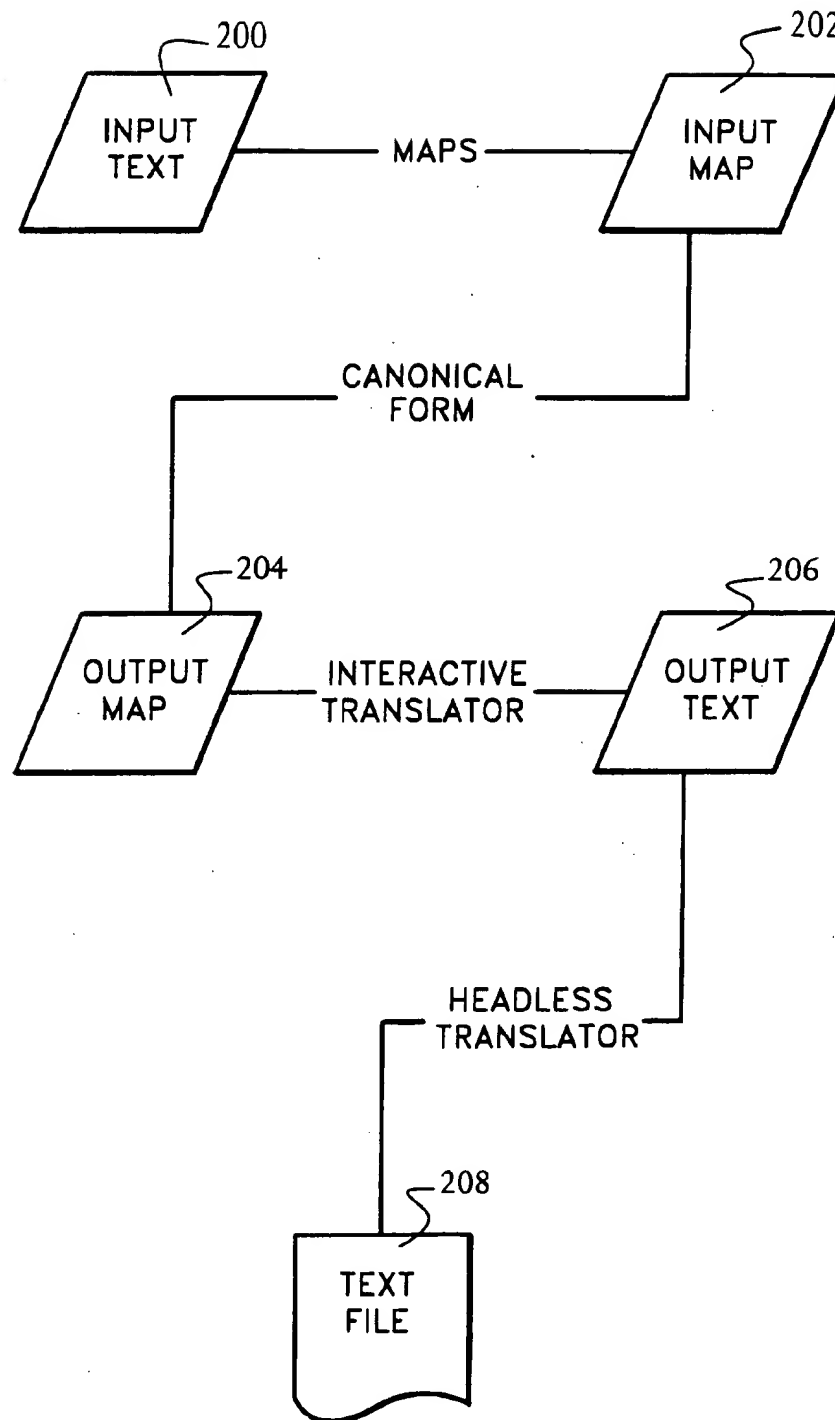 200
202
INPUT
TEXT
MAPS
INPUT
MAP
CANONICAL
FORM
204
206
OUTPUT
MAP
INTERACTIVE
TRANSLATOR
OUTPUT
TEXT
HEADLESS
TRANSLATOR
208
TEXT
FILE